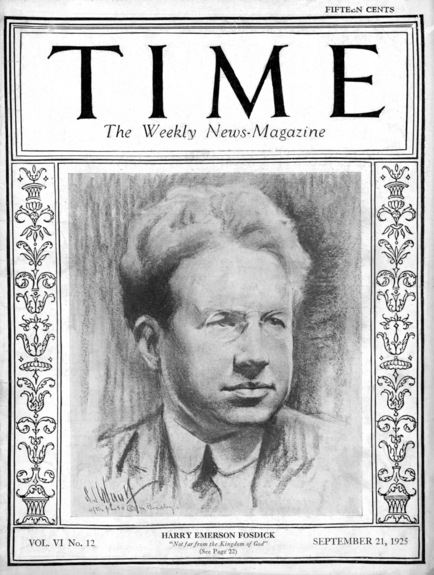 FIFTEEN CENTS
TIME
The Weekly News-Magazine
HARRY EMERSON FOSDICK
"Not far from the Kingdom of God"
(See Page 22)
VOL. VI No. 12
SEPTEMBER 21, 1925